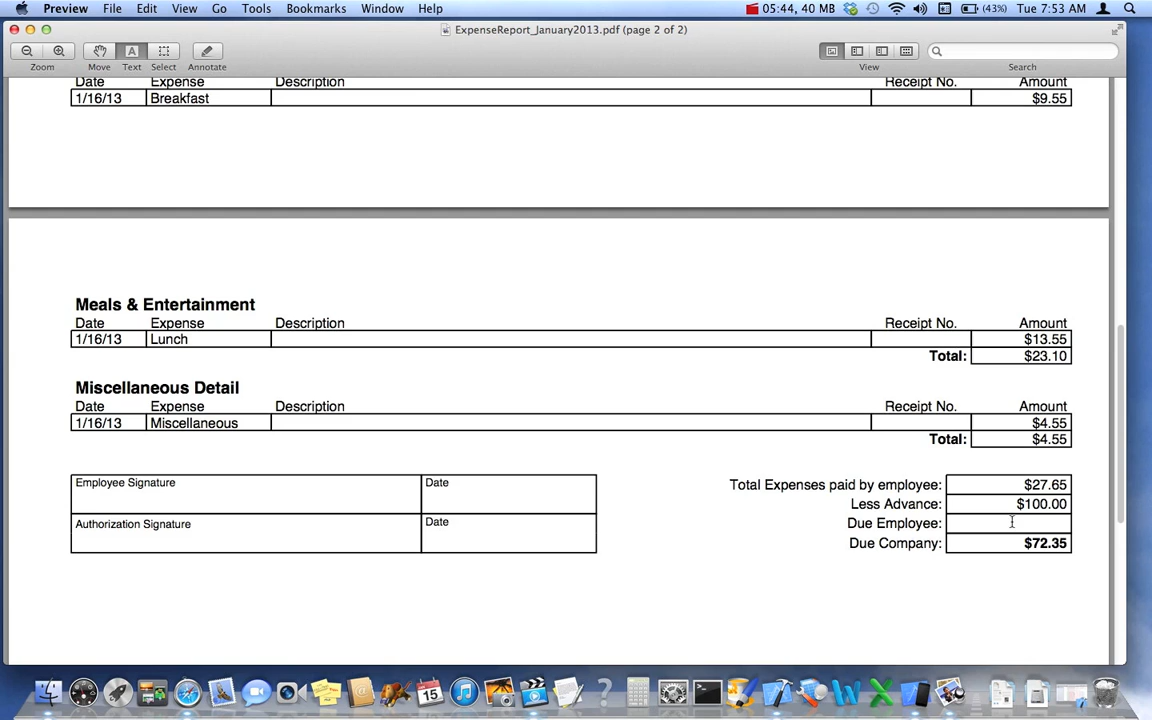 Preview File Edit View Go Tools Bookmarks Window Help 05:44, 40 MB (43%) Tue 7:53 AM
ExpenseReport_January2013.pdf (page 2 of 2)
A
Zoom Move Text Select Annotate View Search
Date Expense Description Receipt No. Amount
1/16/13 Breakfast $9.55
Meals & Entertainment
Date Expense Description Receipt No. Amount
1/16/13 Lunch $13.55
Total: $23.10
Miscellaneous Detail
Date Expense Description Receipt No. Amount
1/16/13 Miscellaneous $4.55
Total: $4.55
Employee Signature Date
Authorization Signature Date
Total Expenses paid by employee: $27.65
Less Advance: $100.00
Due Employee:
Due Company: $72.35
15